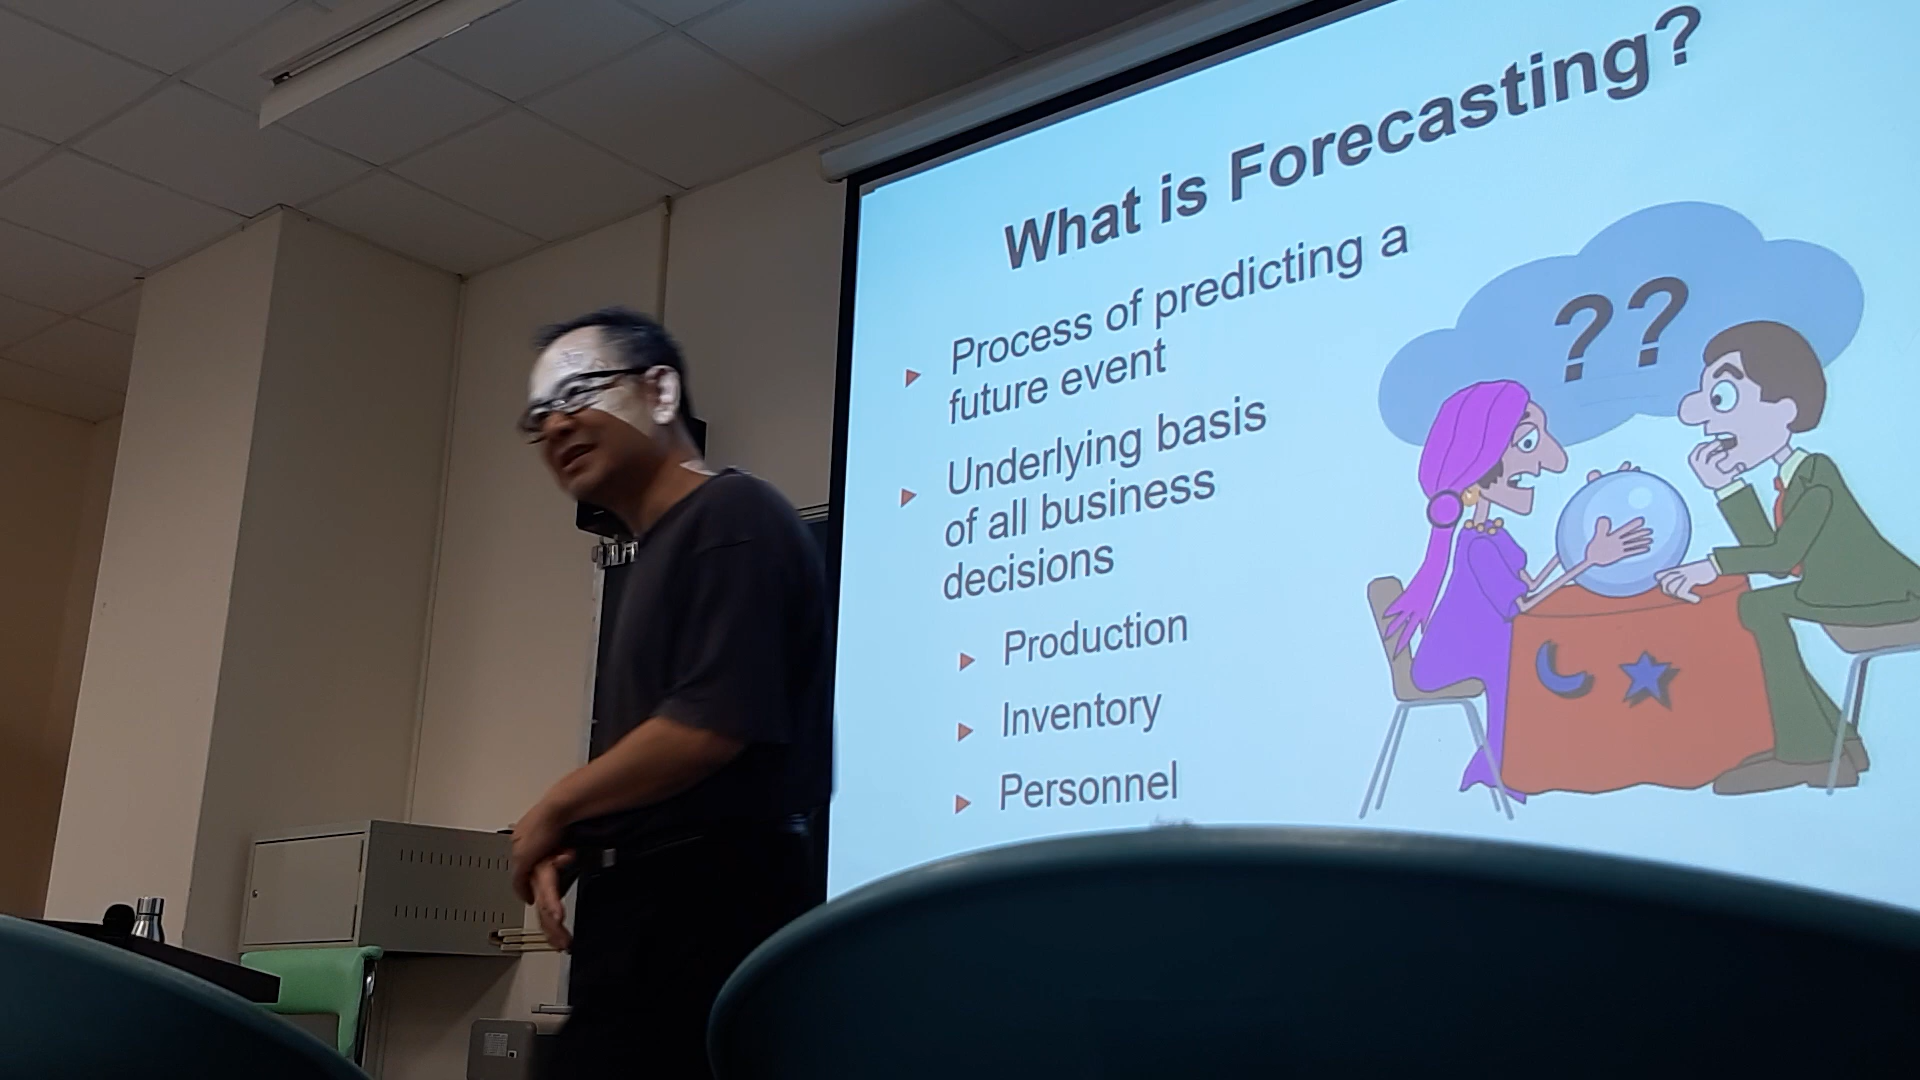 What is Forecasting?
Process of predicting a
future event
Underlying basis
of all business
decisions
Production
Inventory
Personnel
??